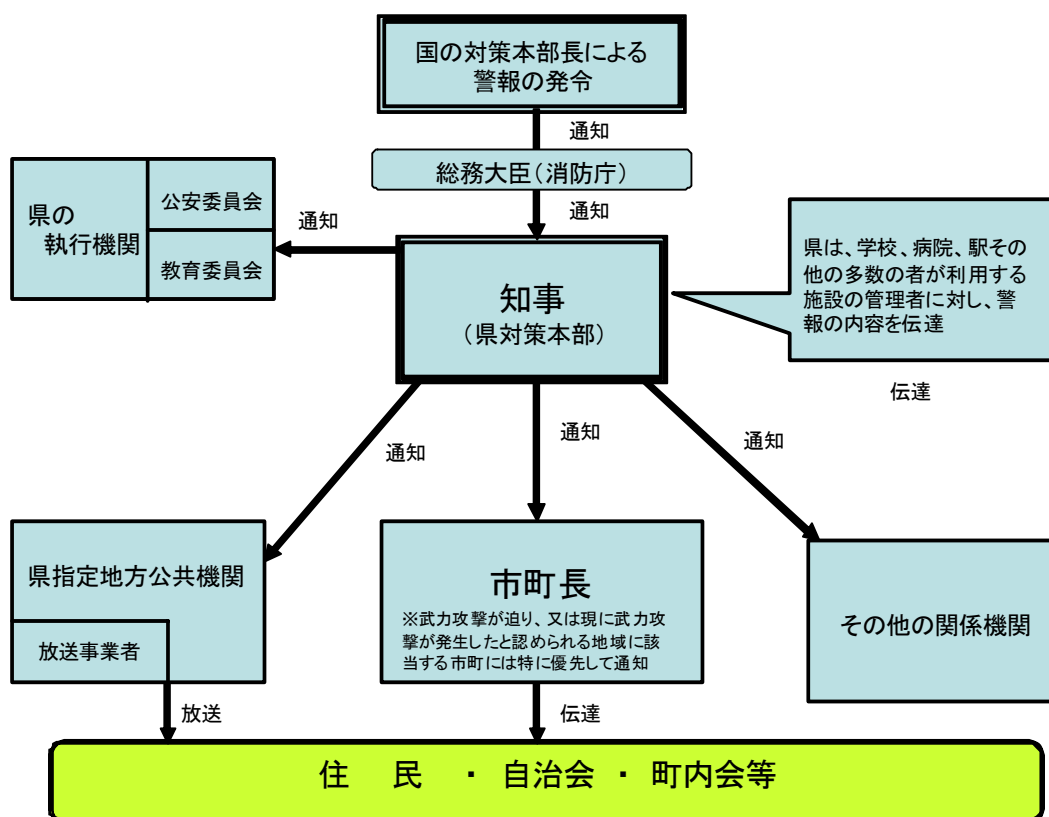 国の対策本部長による
警報の発令
通知
総務大臣(消防庁)
通知
県の
執行機関
公安委員会
教育委員会
通知
知事
(県対策本部)
県は、学校、病院、駅その
他の多数の者が利用する
施設の管理者に対し、警
報の内容を伝達
伝達
通知
通知
通知
県指定地方公共機関
放送事業者
市町長
※武力攻撃が迫り、又は現に武力攻
撃が発生したと認められる地域に該
当する市町には特に優先して通知
その他の関係機関
放送
伝達
住 民 ・ 自治会 ・ 町内会等